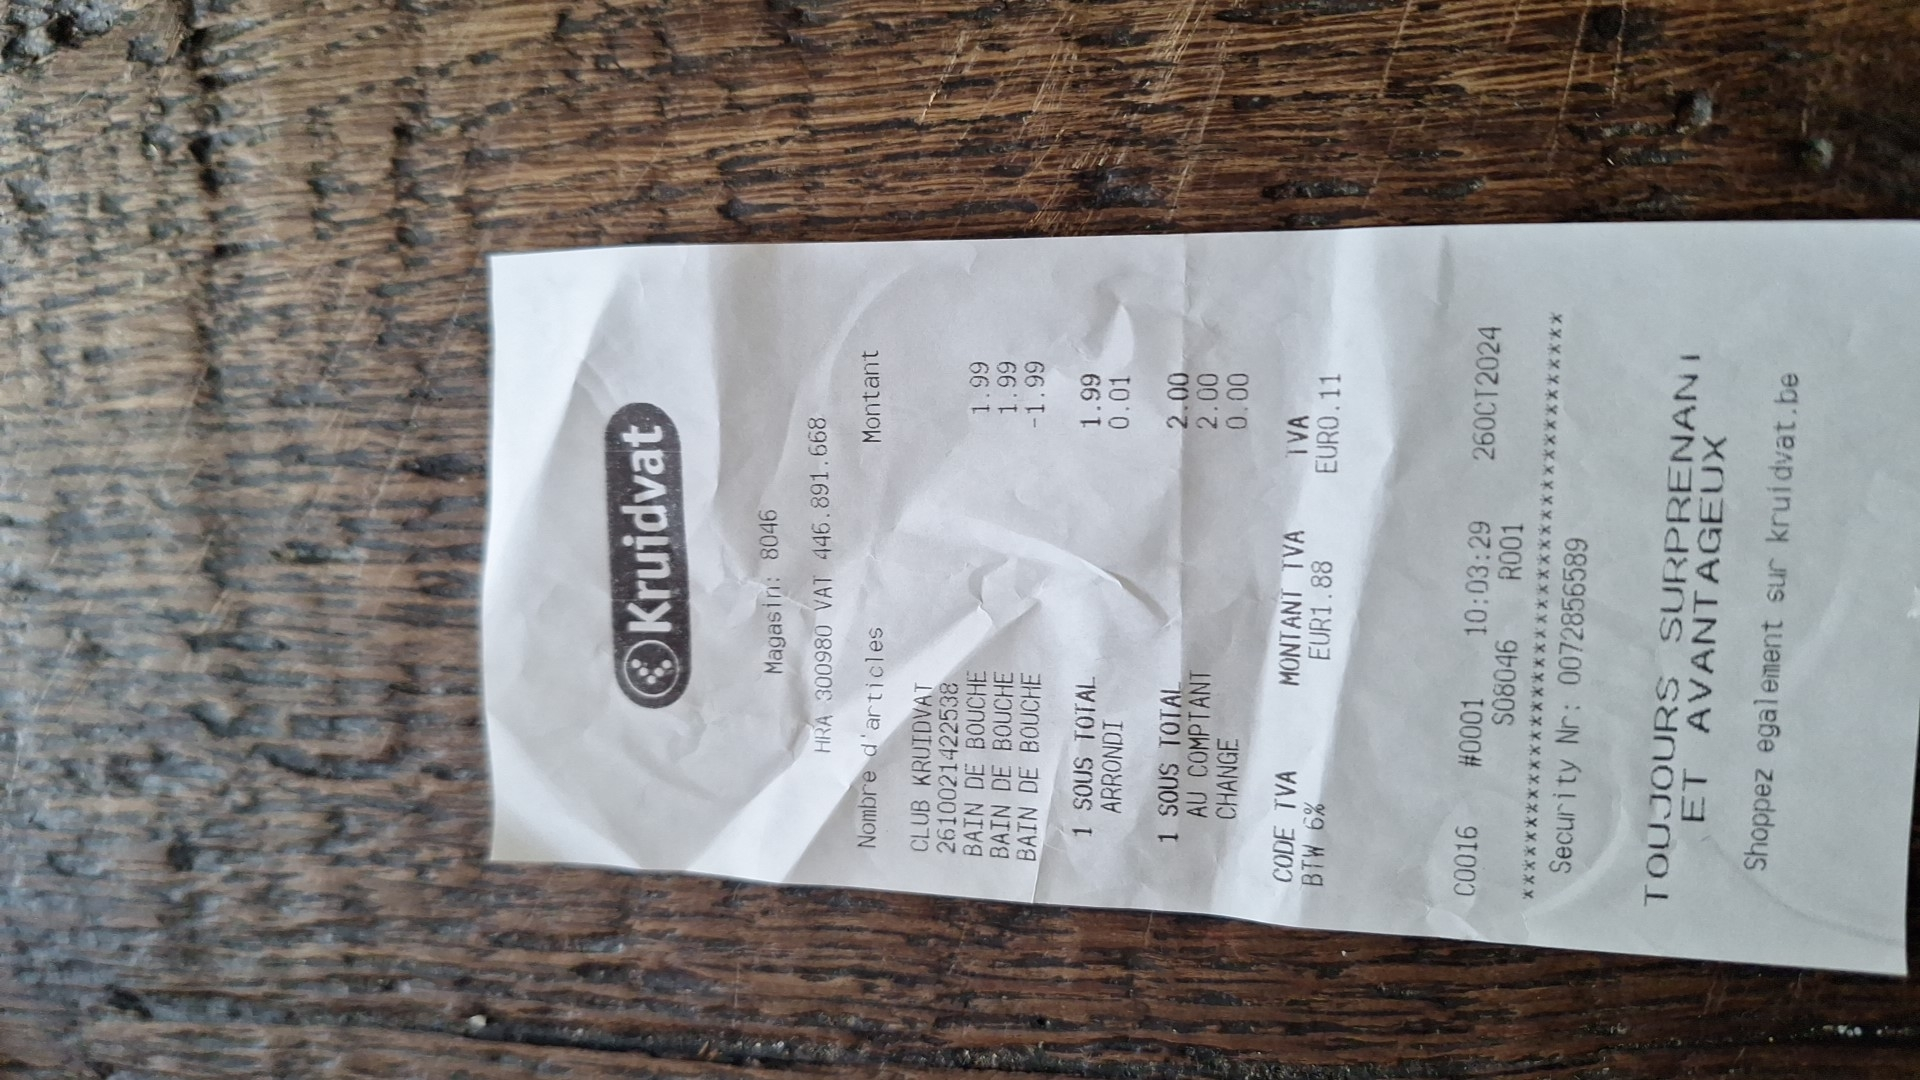 Kruidvat
Magasin: 8046
HRA 300980 VAT 446.891.668
Nombre d'articles Montant
CLUB KRUIDVAT
2610021422538
BAIN DE BOUCHE 1.99
BAIN DE BOUCHE 1.99
BAIN DE BOUCHE -1.99
1 SOUS TOTAL 1.99
ARRONDI 0.01
1 SOUS TOTAL 2.00
AU COMPTANT 2.00
CHANGE 0.00
CODE TVA MONTANT TVA TVA
BTW 6% EUR1.88 EUR0.11
C0016 #0001 10:03:29 26OCT2024
S08046 R001
****************************************
Security Nr: 0072856589
TOUJOURS SURPRENANT
ET AVANTAGEUX
Shoppez egalement sur kruidvat.be